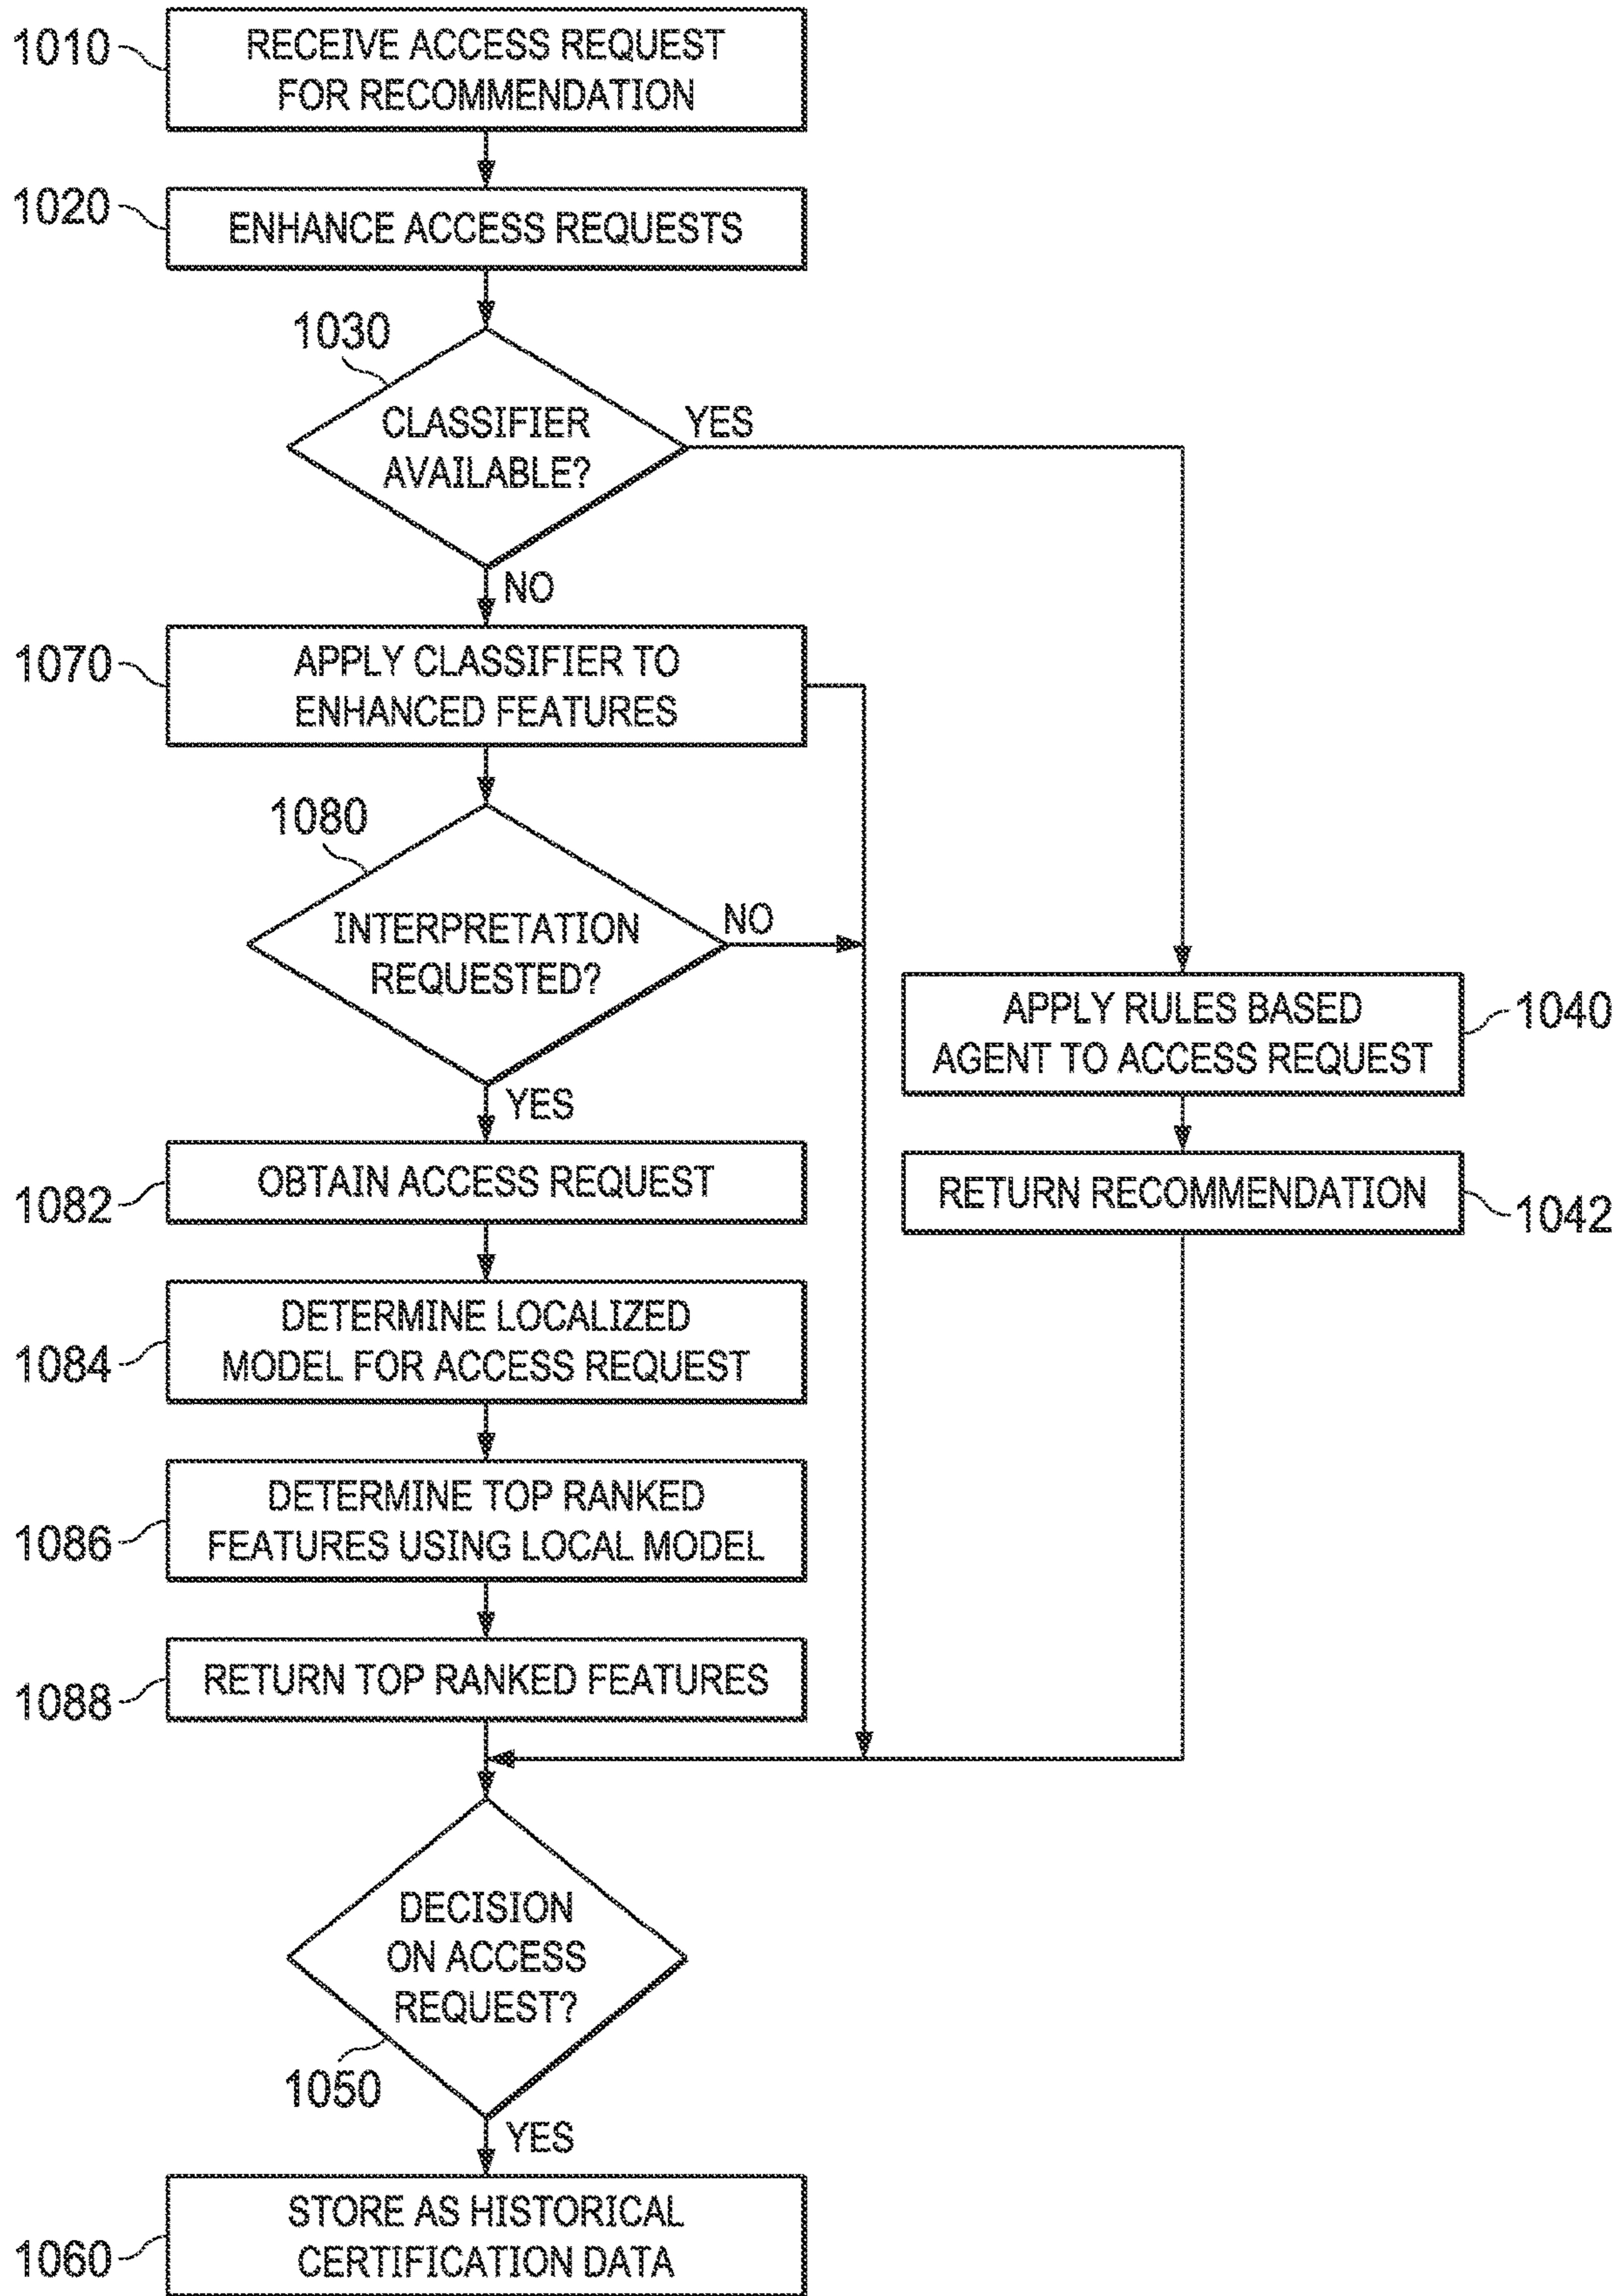 1010
RECEIVE ACCESS REQUEST
FOR RECOMMENDATION
1020
ENHANCE ACCESS REQUESTS
1030
CLASSIFIER
AVAILABLE?
YES
NO
1070
APPLY CLASSIFIER TO
ENHANCED FEATURES
1080
INTERPRETATION
REQUESTED?
NO
YES
APPLY RULES BASED
AGENT TO ACCESS REQUEST
1040
RETURN RECOMMENDATION
1042
1082
OBTAIN ACCESS REQUEST
1084
DETERMINE LOCALIZED
MODEL FOR ACCESS REQUEST
1086
DETERMINE TOP RANKED
FEATURES USING LOCAL MODEL
1088
RETURN TOP RANKED FEATURES
DECISION
ON ACCESS
REQUEST?
1050
YES
1060
STORE AS HISTORICAL
CERTIFICATION DATA